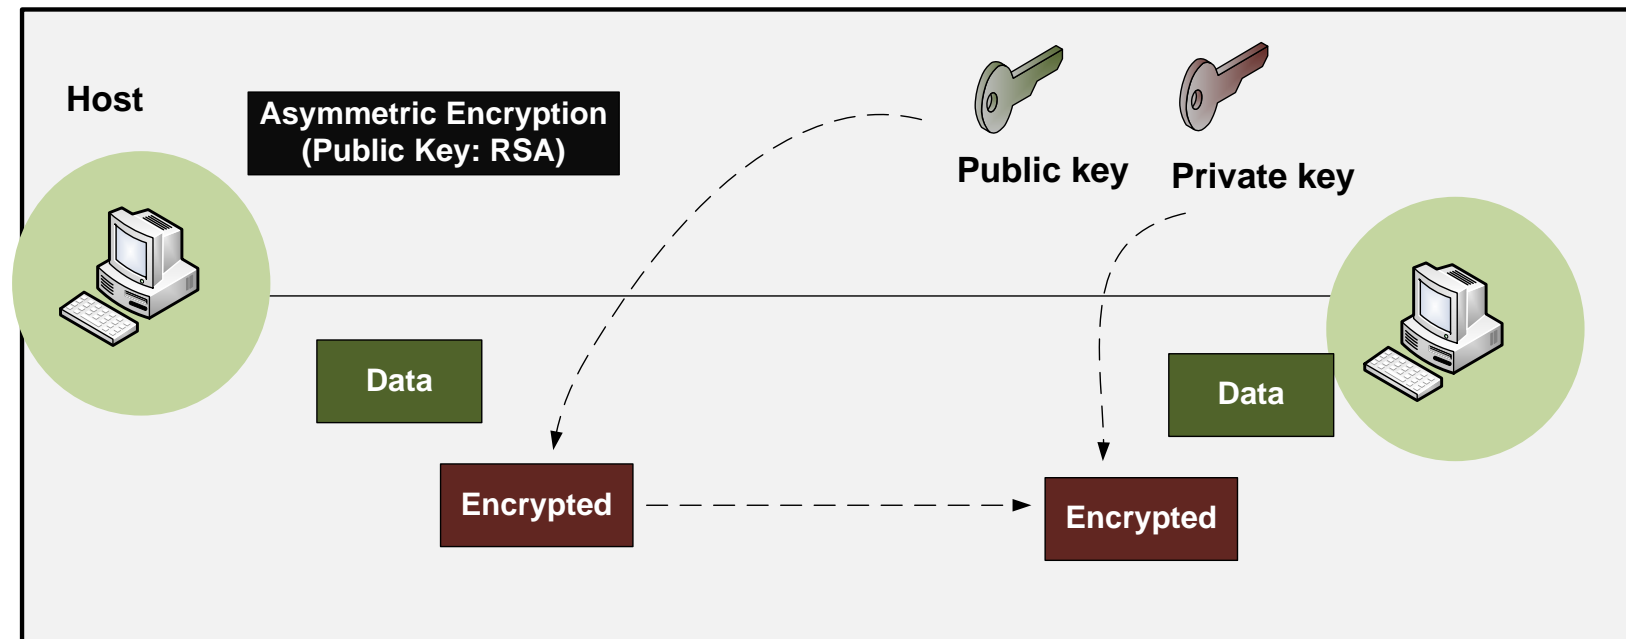 Host
Asymmetric Encryption
(Public Key: RSA)
Public key
Private key
Data
Data
Encrypted
Encrypted